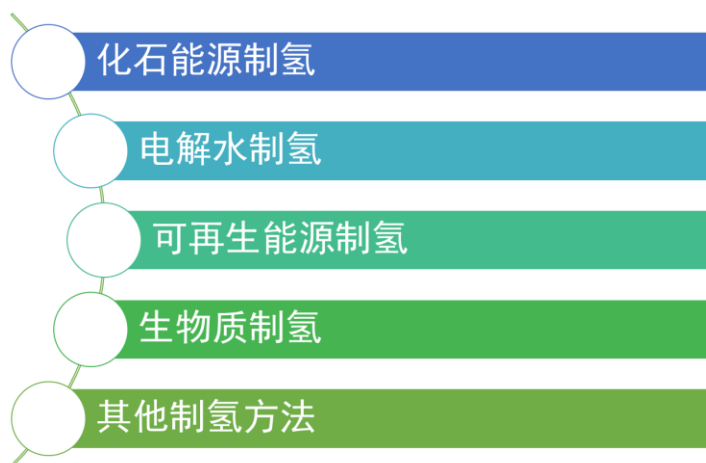 化石能源制氢
电解水制氢
可再生能源制氢
生物质制氢
其他制氢方法